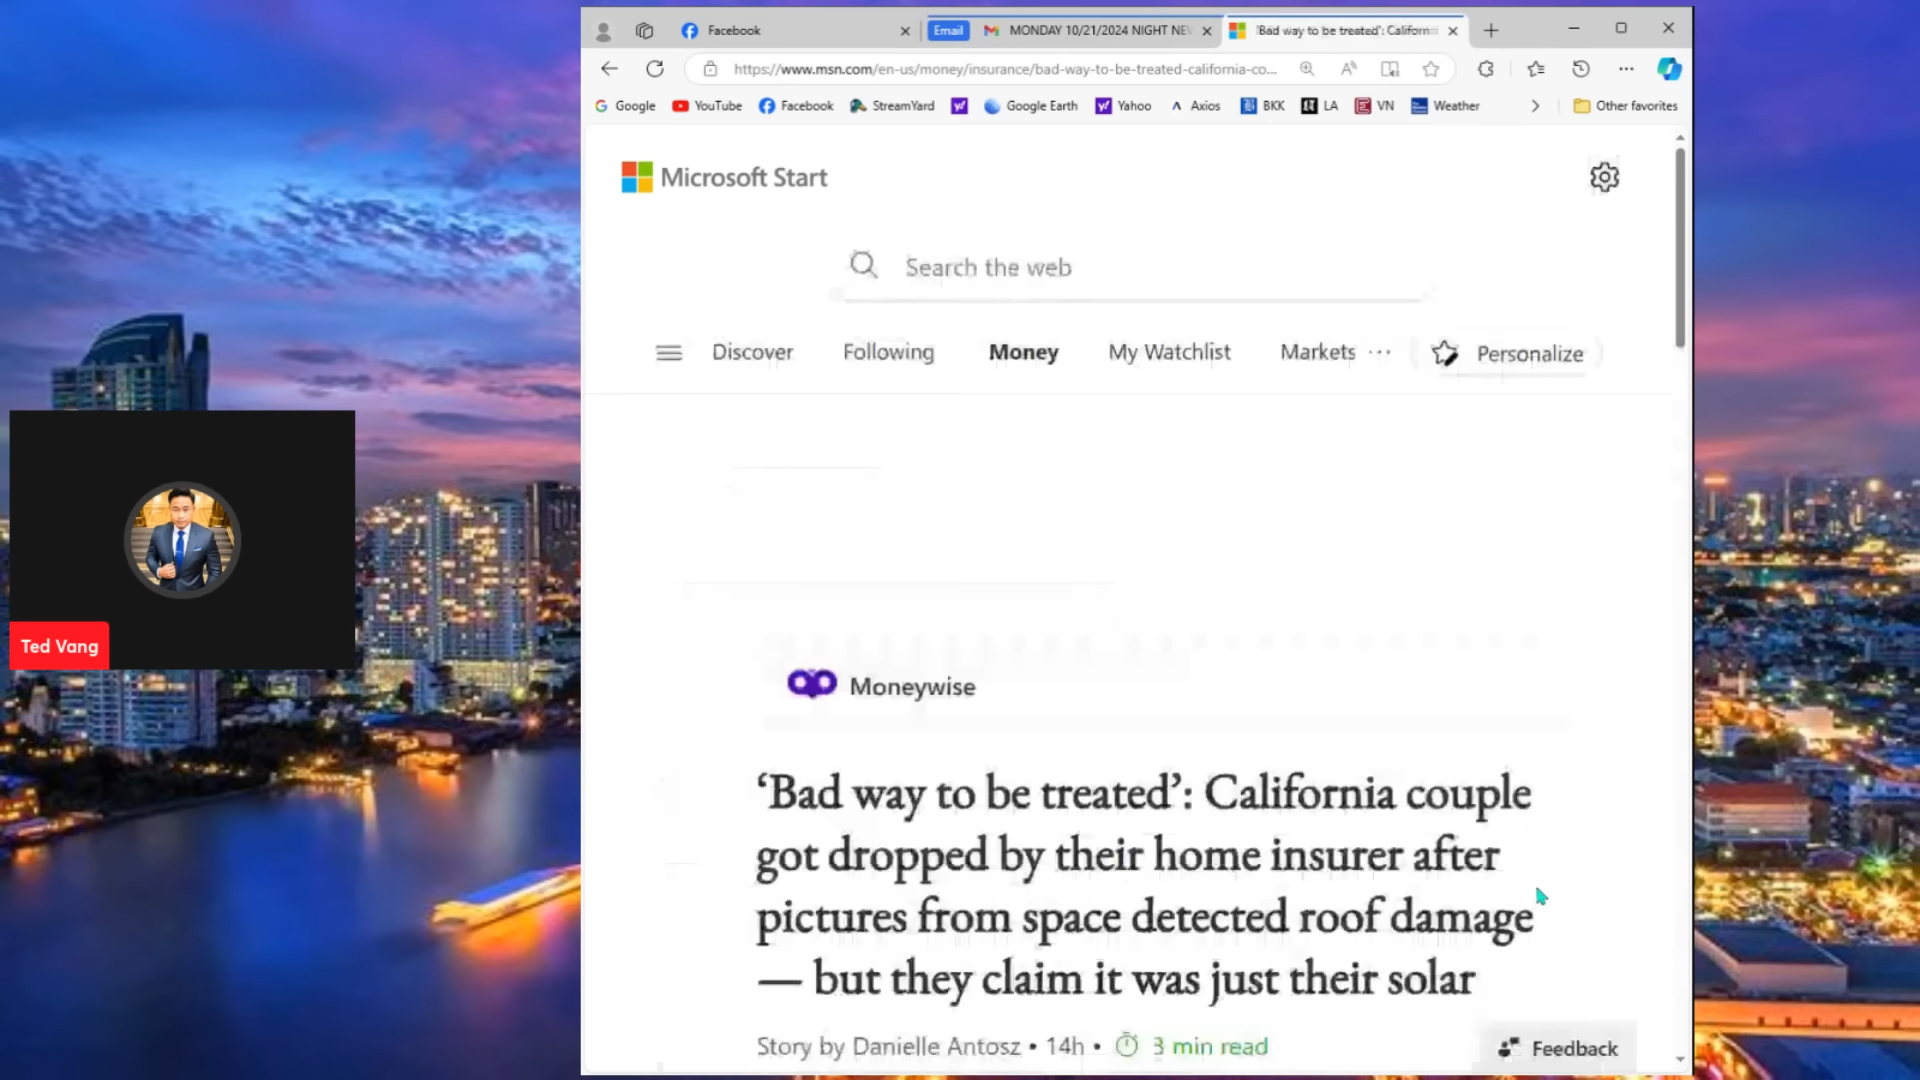 Facebook
Email
MONDAY 10/21/2024 NIGHT NE
'Bad way to be treated': Californ
https://www.msn.com/en-us/money/insurance/bad-way-to-be-treated-california-co...
Google
YouTube
Facebook
StreamYard
Google Earth
Yahoo
Axios
BKK
LA
VN
Weather
Other favorites
Microsoft Start
Search the web
Discover
Following
Money
My Watchlist
Markets
...
Personalize
Ted Vang
Moneywise
‘Bad way to be treated’: California couple
got dropped by their home insurer after
pictures from space detected roof damage
— but they claim it was just their solar
Story by Danielle Antosz • 14h • 3 min read
Feedback